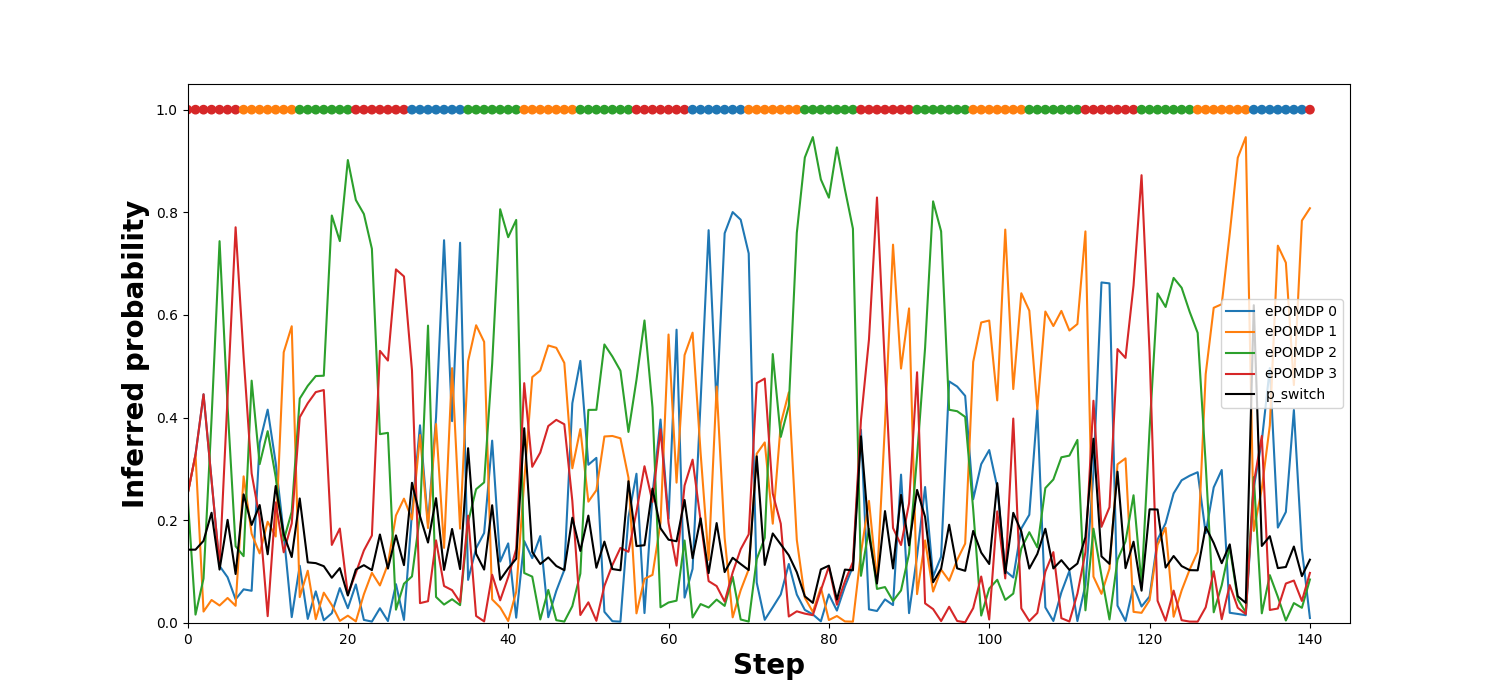 Inferred probability
1.0
0.8
0.6
0.4
0.2
0.0
ePOMDP 0
ePOMDP 1
ePOMDP 2
ePOMDP 3
p_switch
0 20 40 60 80 100 120 140
Step